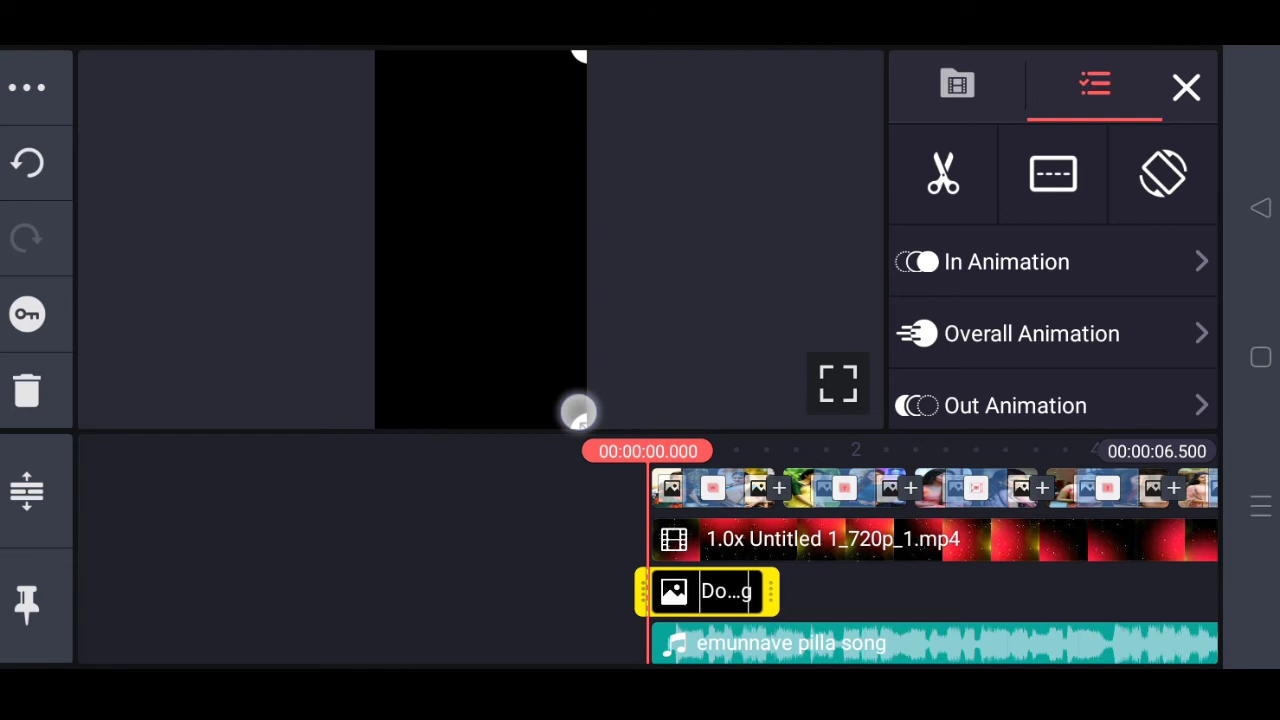 In Animation
Overall Animation
Out Animation
00:00:00.000
2
4
00:00:06.500
1.0x Untitled 1_720p_1.mp4
Do...g
emunnave pilla song